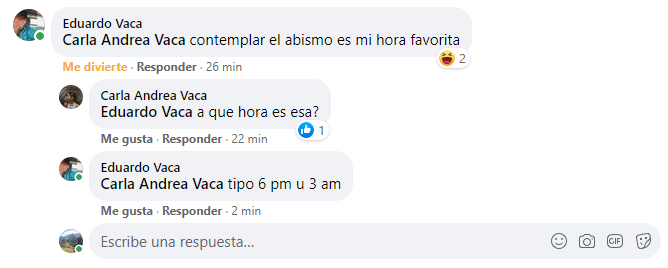 Eduardo Vaca
Carla Andrea Vaca contemplar el abismo es mi hora favorita
2
Me divierte · Responder · 26 min
Carla Andrea Vaca
Eduardo Vaca a que hora es esa?
1
Me gusta · Responder · 22 min
Eduardo Vaca
Carla Andrea Vaca tipo 6 pm u 3 am
Me gusta · Responder · 2 min
Escribe una respuesta...
GIF